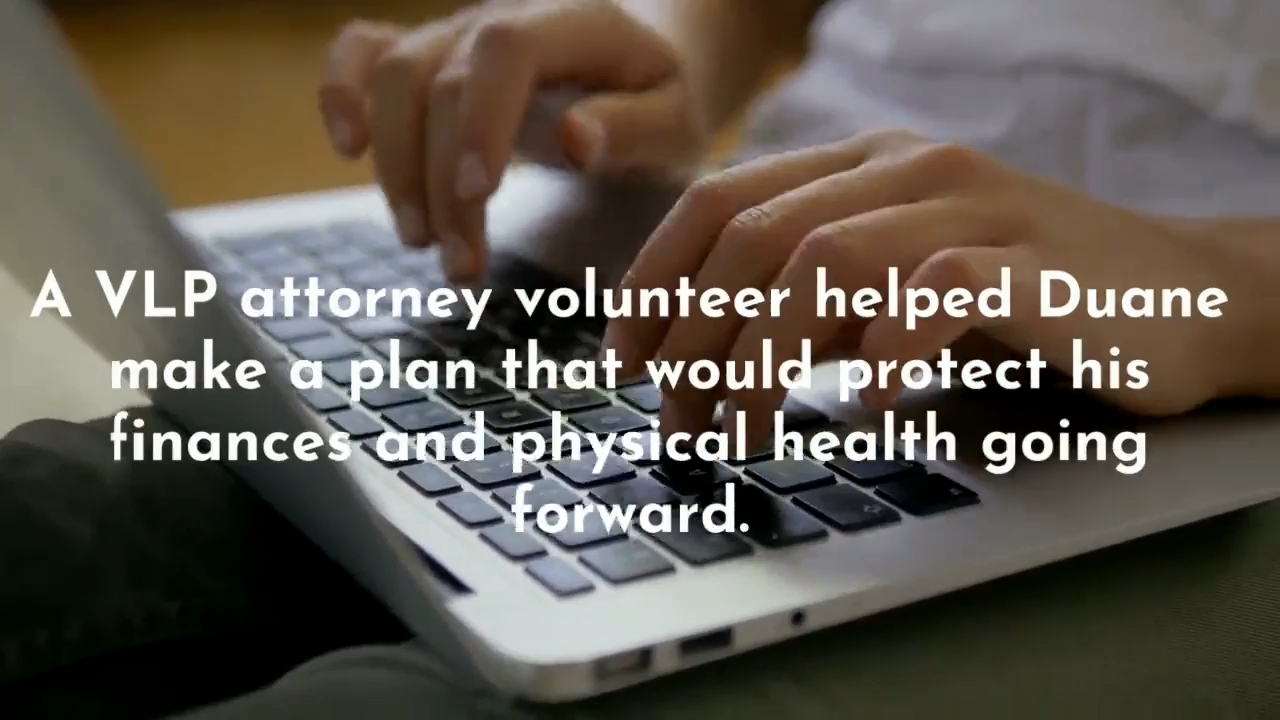 A VLP attorney volunteer helped Duane
make a plan that would protect his
finances and physical health going
forward.